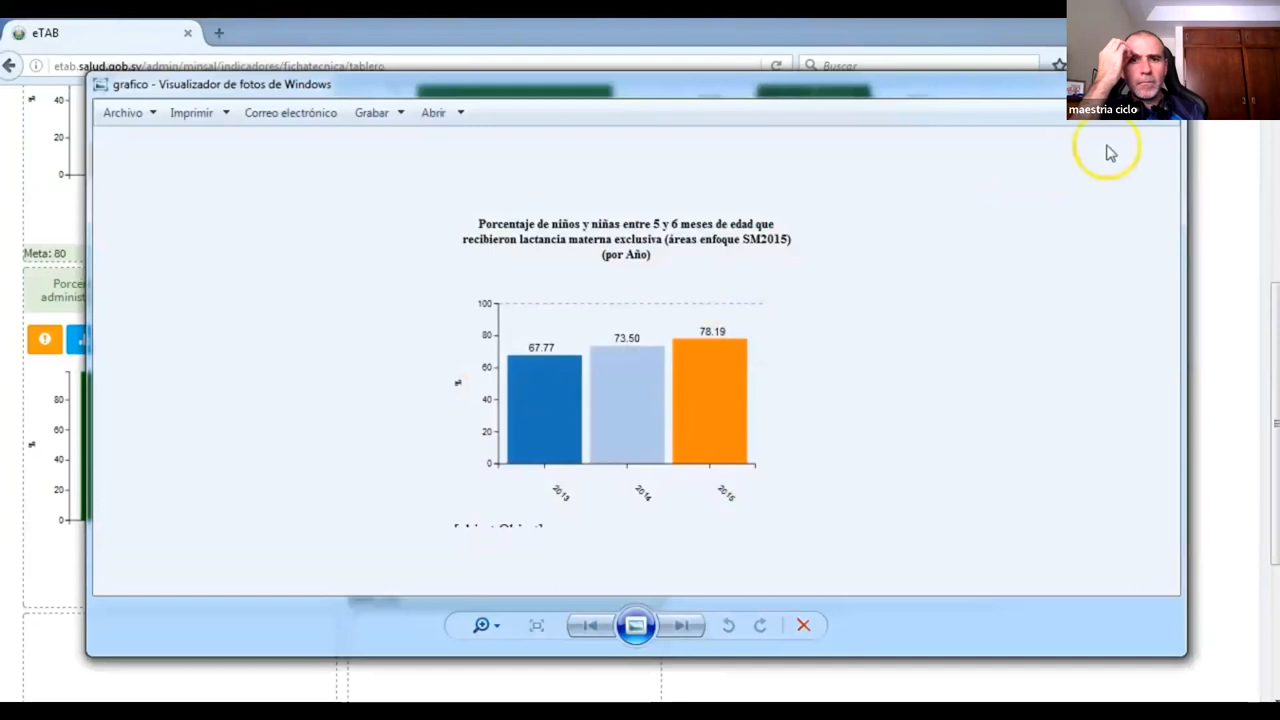 eTAB
etab.salud.gob.sv/admin/minsal/indicadores/fichatecnica/tablero
Buscar
maestria ciclo
grafico - Visualizador de fotos de Windows
Archivo Imprimir Correo electrónico Grabar Abrir
Porcentaje de niños y niñas entre 5 y 6 meses de edad que
recibieron lactancia materna exclusiva (áreas enfoque SM2015)
(por Año)
100
80
60
40
20
0
%
67.77
73.50
78.19
2013
2014
2015
40
20
0
%
Meta: 80
Porce
administ
80
60
40
20
0
%